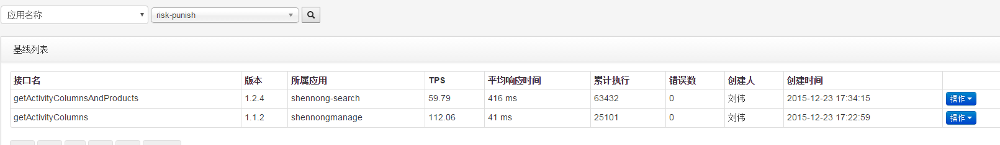 应用名称 risk-punish
基线列表
接口名 版本 所属应用 TPS 平均响应时间 累计执行 错误数 创建人 创建时间
getActivityColumnsAndProducts 1.2.4 shennong-search 59.79 416 ms 63432 0 刘伟 2015-12-23 17:34:15 操作
getActivityColumns 1.1.2 shennongmanage 112.06 41 ms 25101 0 刘伟 2015-12-23 17:22:59 操作